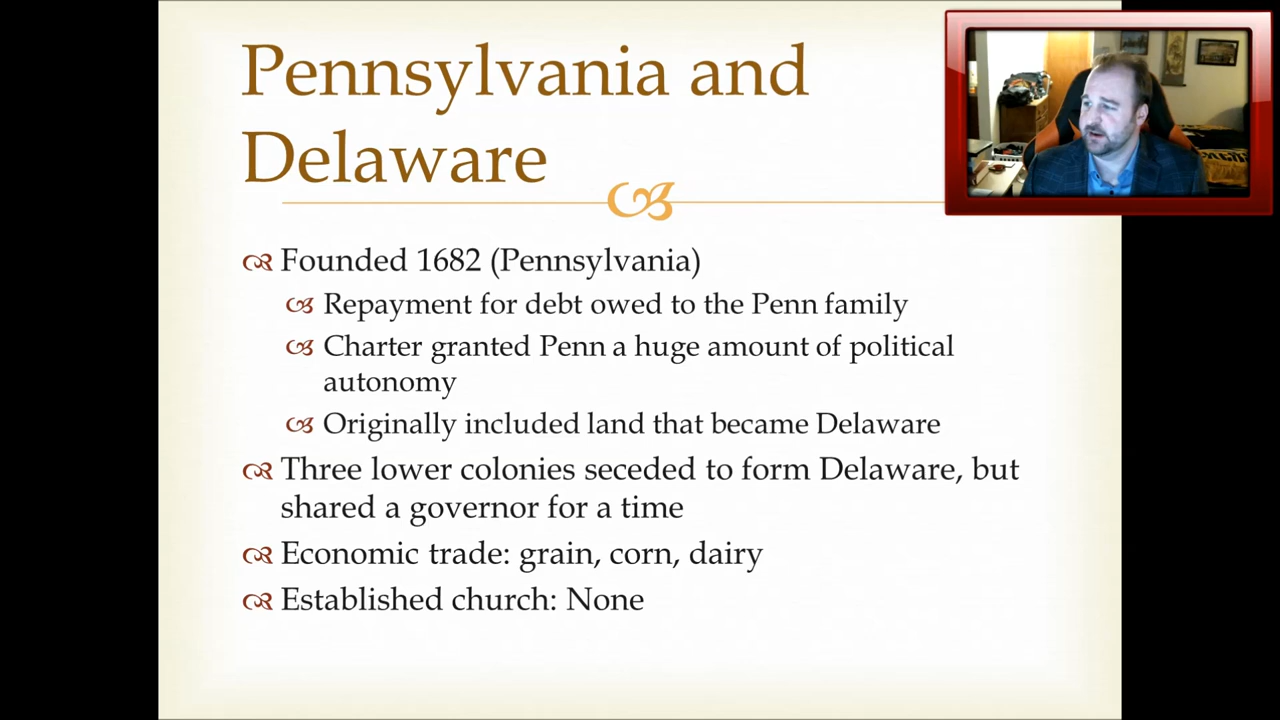 Pennsylvania and
Delaware
Founded 1682 (Pennsylvania)
Repayment for debt owed to the Penn family
Charter granted Penn a huge amount of political
autonomy
Originally included land that became Delaware
Three lower colonies seceded to form Delaware, but
shared a governor for a time
Economic trade: grain, corn, dairy
Established church: None